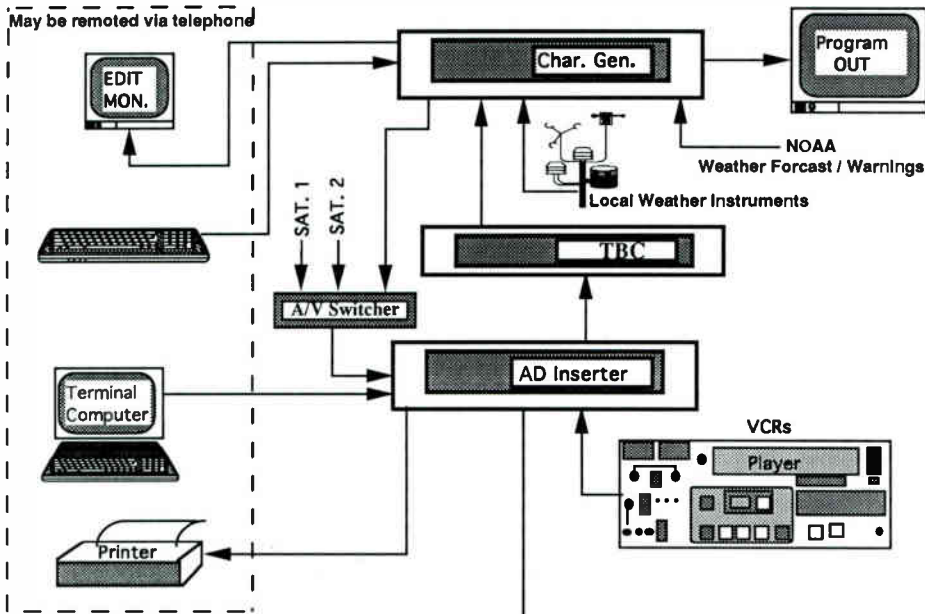 May be remoted via telephone
EDIT
MON.
Char. Gen.
Program
OUT
NOAA
Weather Forcast / Warnings
Local Weather Instruments
SAT. 1
SAT. 2
TBC
A/V Switcher
AD Inserter
Terminal
Computer
VCRs
Player
Printer